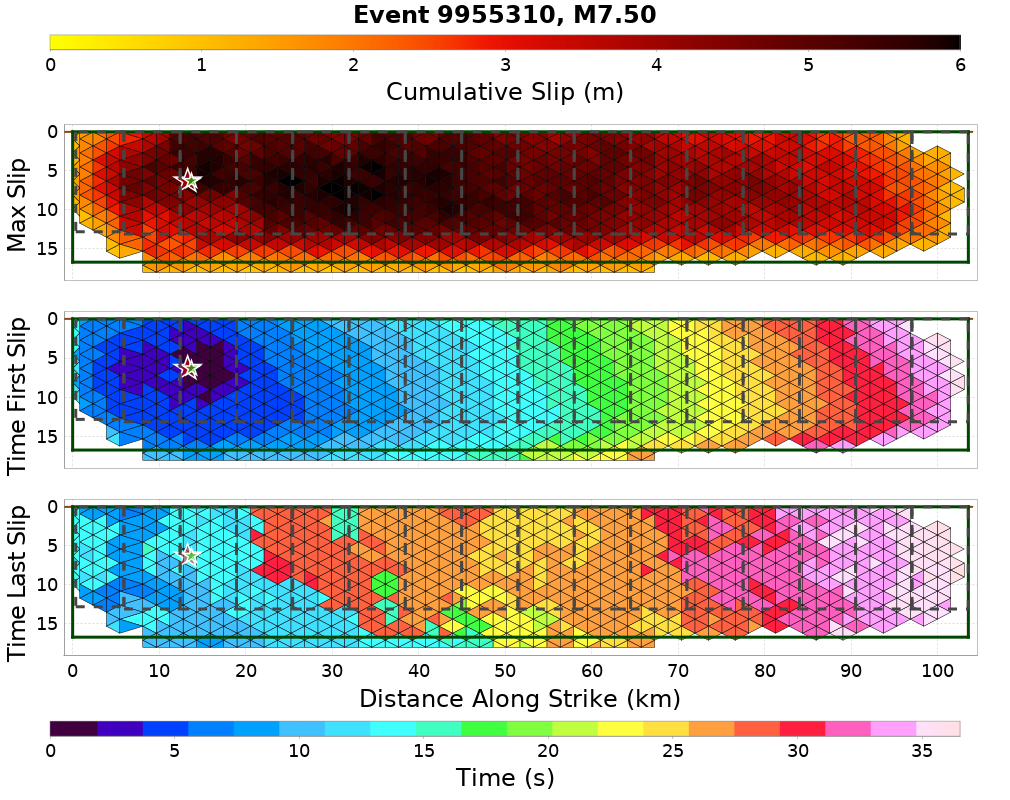 Event 9955310, M7.50
0 1 2 3 4 5 6
Cumulative Slip (m)
Max Slip
0
5
10
15
Time First Slip
0
5
10
15
Time Last Slip
0
5
10
15
0 10 20 30 40 50 60 70 80 90 100
Distance Along Strike (km)
0 5 10 15 20 25 30 35
Time (s)